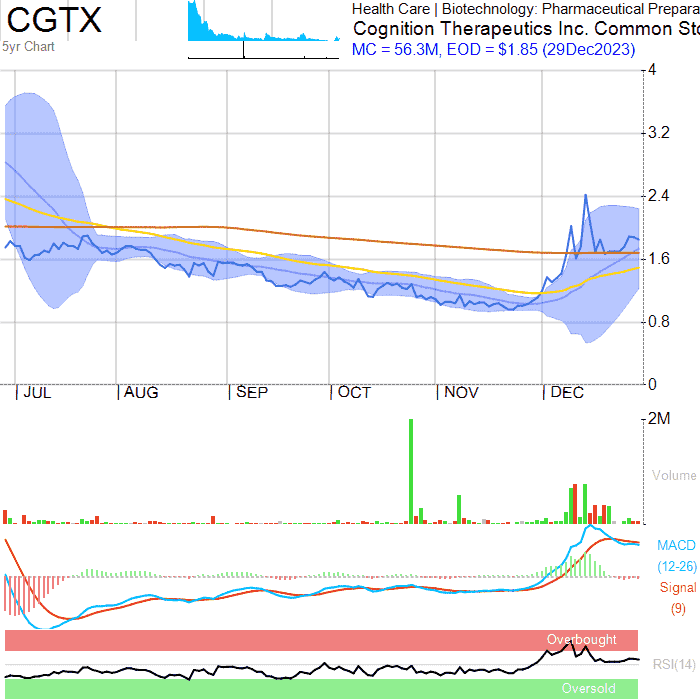 CGTX
5yr Chart
Health Care | Biotechnology: Pharmaceutical Prepara
Cognition Therapeutics Inc. Common Sto
MC = 56.3M, EOD = $1.85 (29Dec2023)
4
3.2
2.4
1.6
0.8
0
JUL AUG SEP OCT NOV DEC
2M
Volume
MACD
(12-26)
Signal
(9)
Overbought
RSI(14)
Oversold